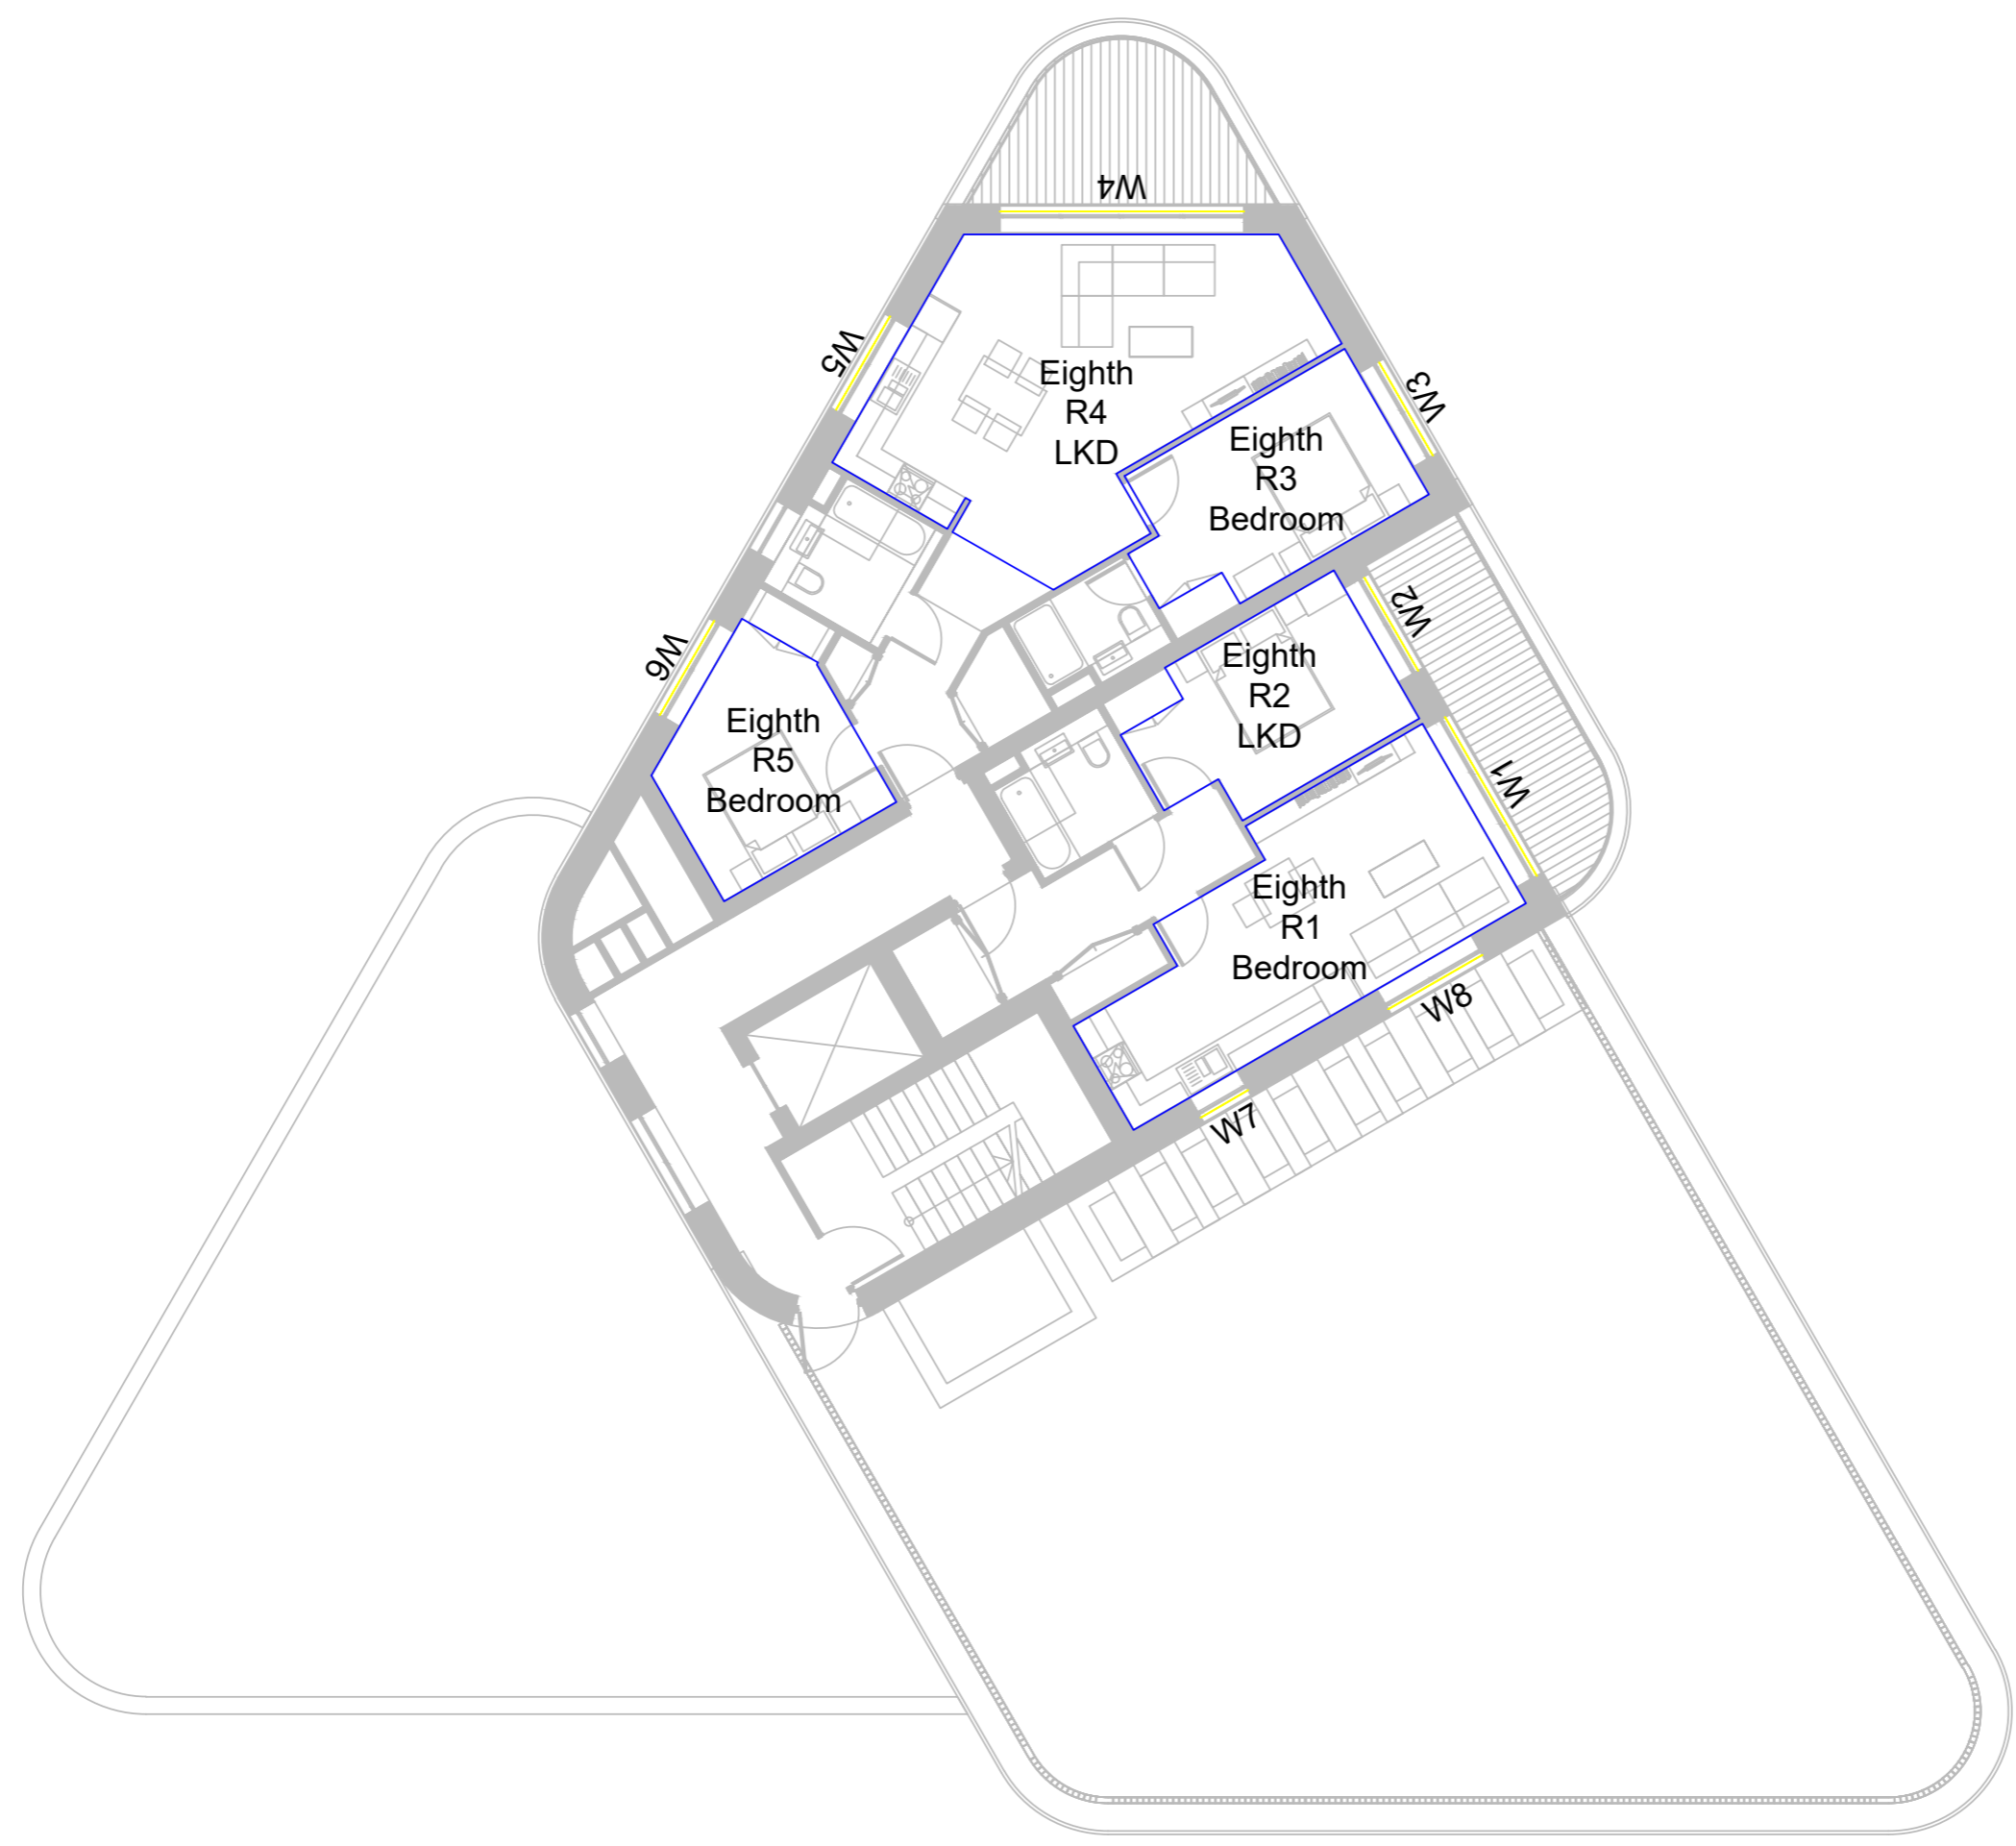 W4
W5
W3
Eighth
R4
LKD
Eighth
R3
Bedroom
W2
W6
Eighth
R2
LKD
Eighth
R5
Bedroom
W1
Eighth
R1
Bedroom
W8
W7